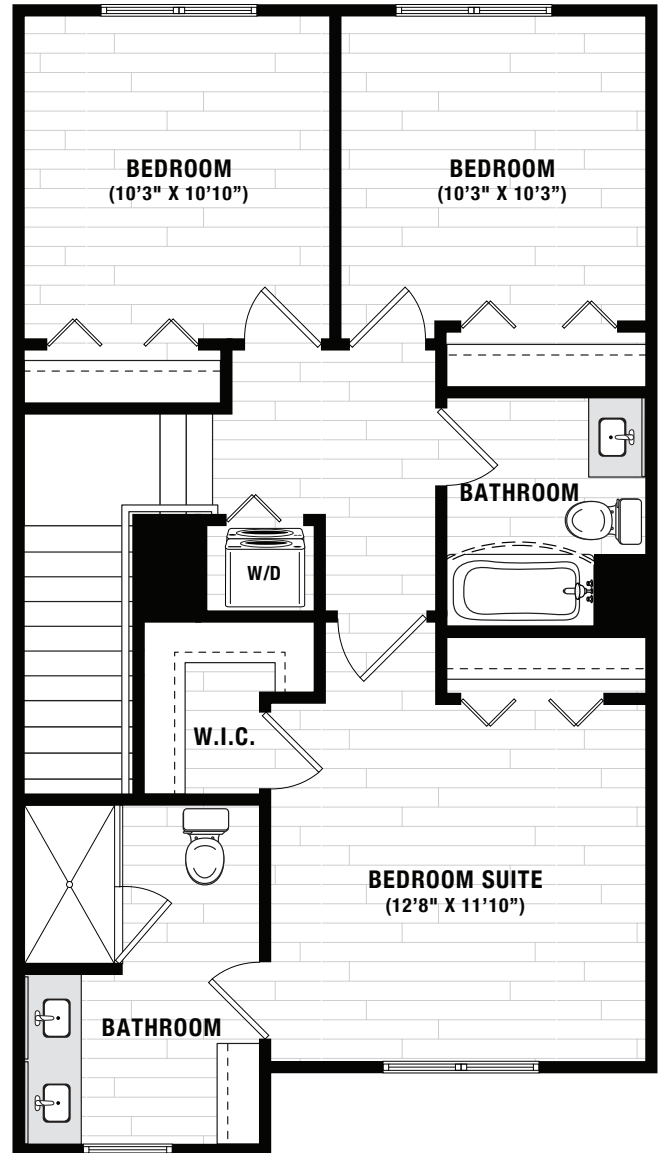 BEDROOM
(10’3" X 10’10”)
BEDROOM
(10’3" X 10’3”)
BATHROOM
W/D
W.I.C.
BEDROOM SUITE
(12’8" X 11’10”)
BATHROOM